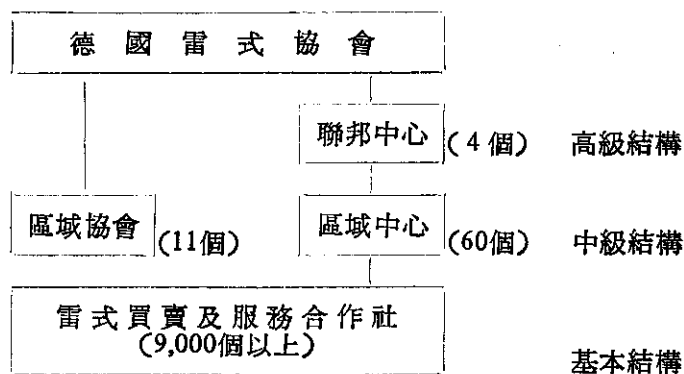 德國雷式協會
聯邦中心 (4個) 高級結構
區域協會 (11個) 區域中心 (60個) 中級結構
雷式買賣及服務合作社
(9,000個以上)
基本結構